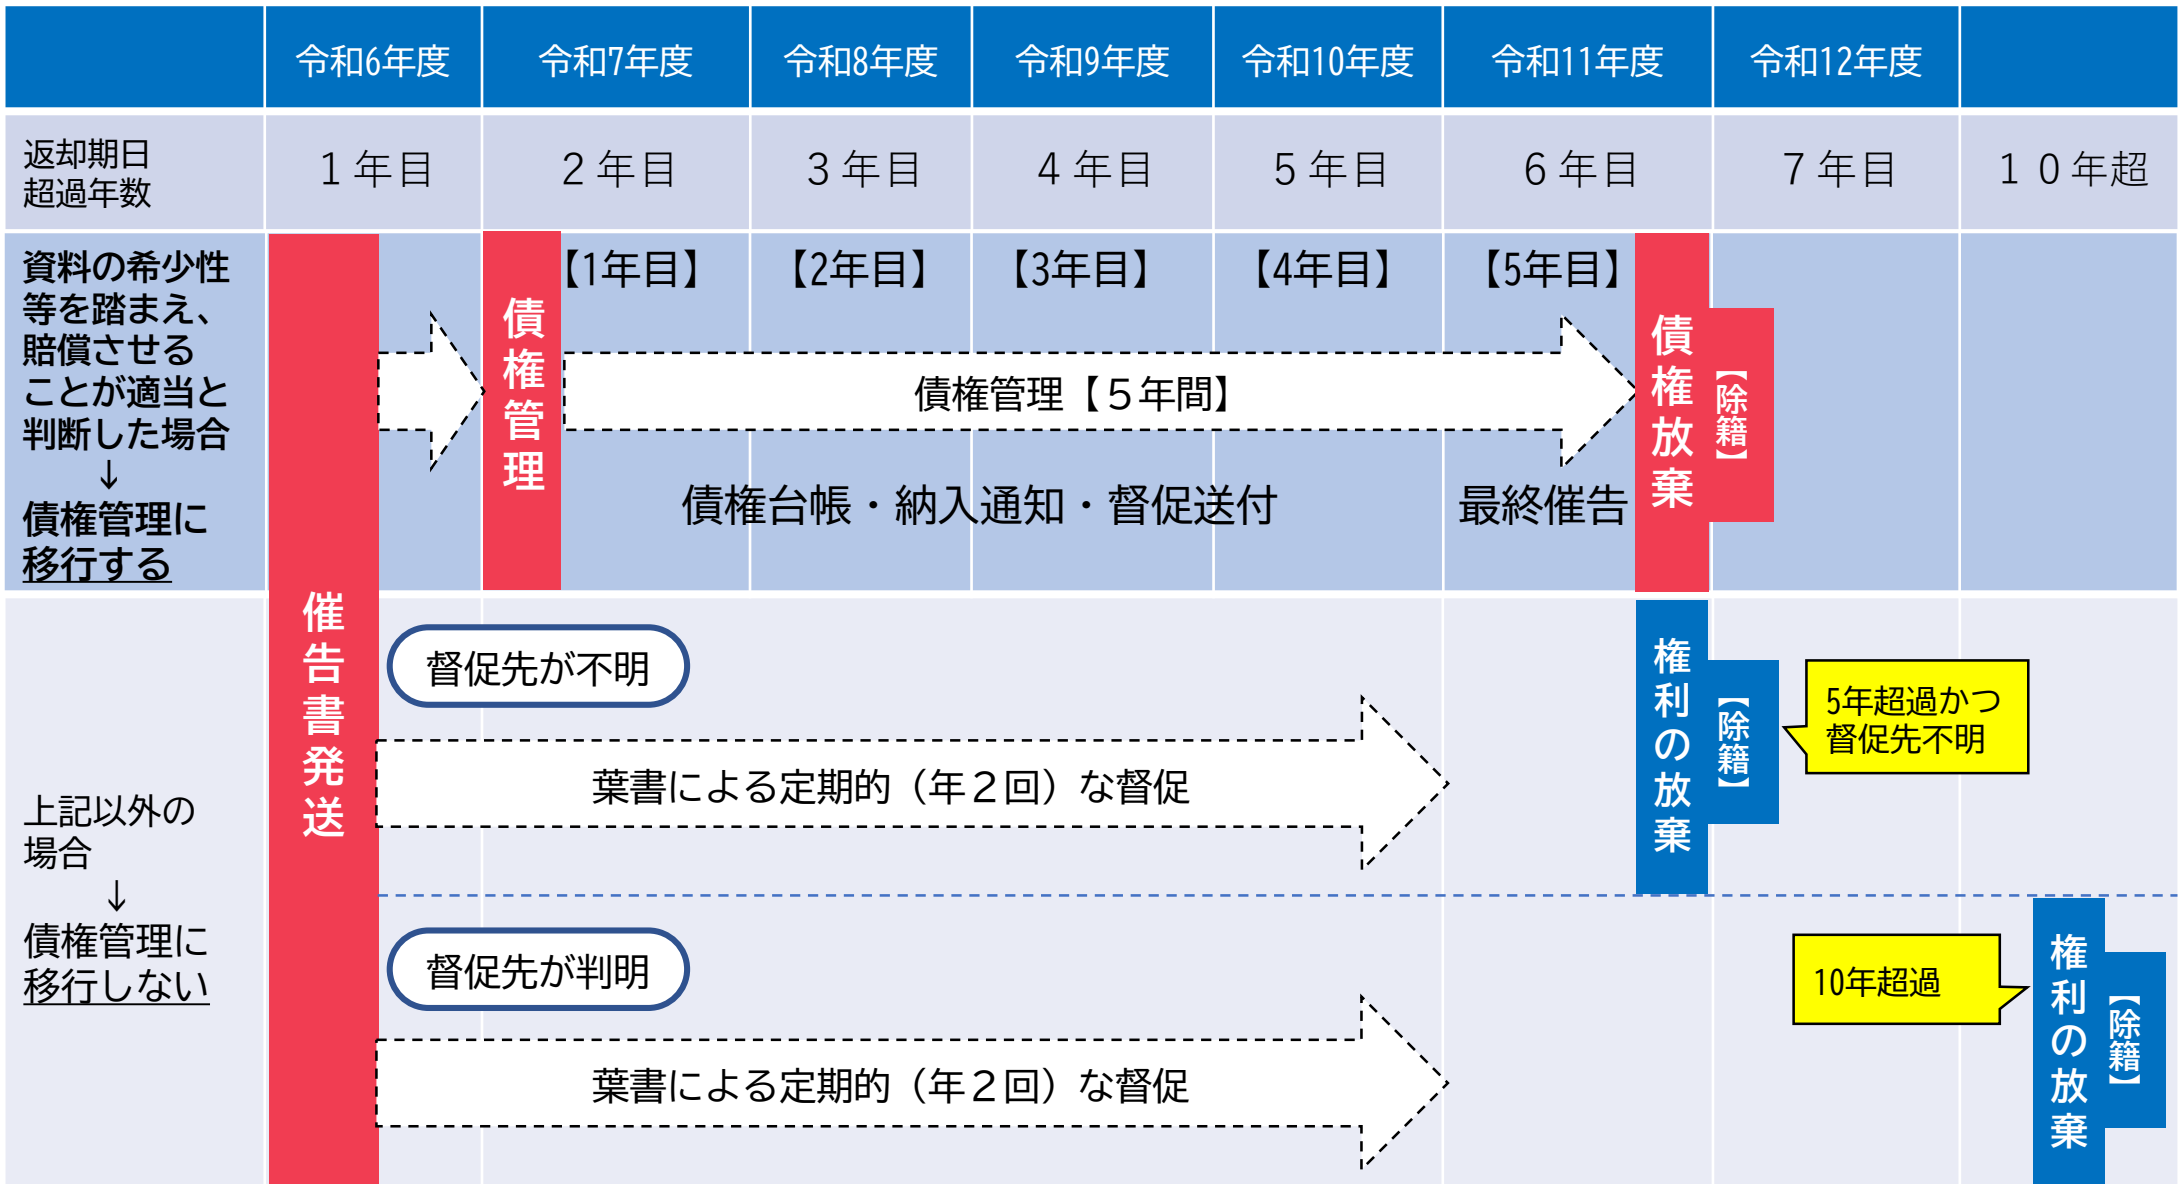 令和6年度
令和7年度
令和8年度
令和9年度
令和10年度
令和11年度
令和12年度
返却期日
超過年数
１年目
２年目
３年目
４年目
５年目
６年目
７年目
１０年超
資料の希少性
等を踏まえ、
賠償させる
ことが適当と
判断した場合
↓
債権管理に
移行する
債権管理
【1年目】
【2年目】
【3年目】
【4年目】
【5年目】
債権管理【５年間】
債権台帳・納入通知・督促送付
最終催告
債権放棄
【除籍】
催告書発送
上記以外の
場合
↓
債権管理に
移行しない
督促先が不明
葉書による定期的（年２回）な督促
権利の放棄
【除籍】
5年超過かつ
督促先不明
督促先が判明
葉書による定期的（年２回）な督促
10年超過
権利の放棄
【除籍】